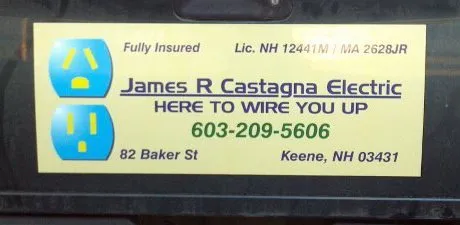 Fully Insured Lic. NH 12441M / MA 2628JR
James R Castagna Electric
HERE TO WIRE YOU UP
603-209-5606
82 Baker St Keene, NH 03431